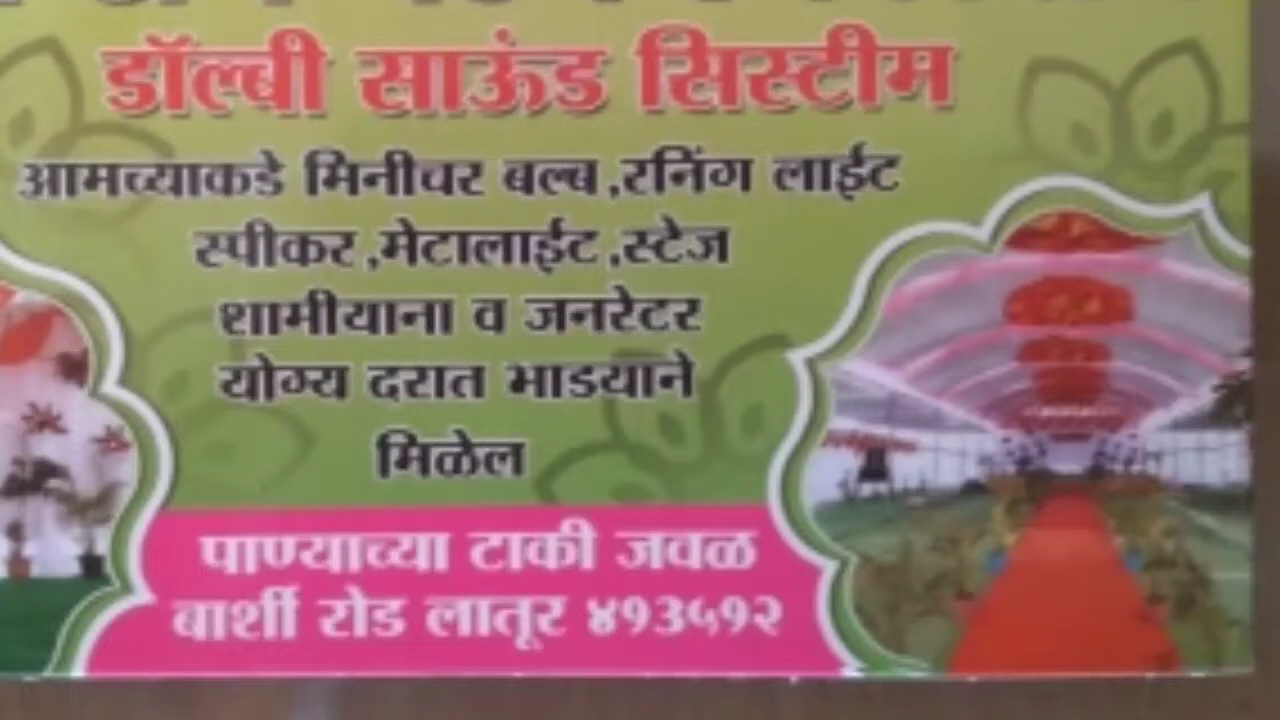 डॉल्बी साऊंड सिस्टीम
आमच्याकडे मिनीचर बल्ब,रनिंग लाईट
स्पीकर,मेटालाईट,स्टेज
शामीयाना व जनरेटर
योग्य दरात भाडयाने
मिळेल
पाण्याच्या टाकी जवळ
बार्शी रोड लातूर ४१३५१२